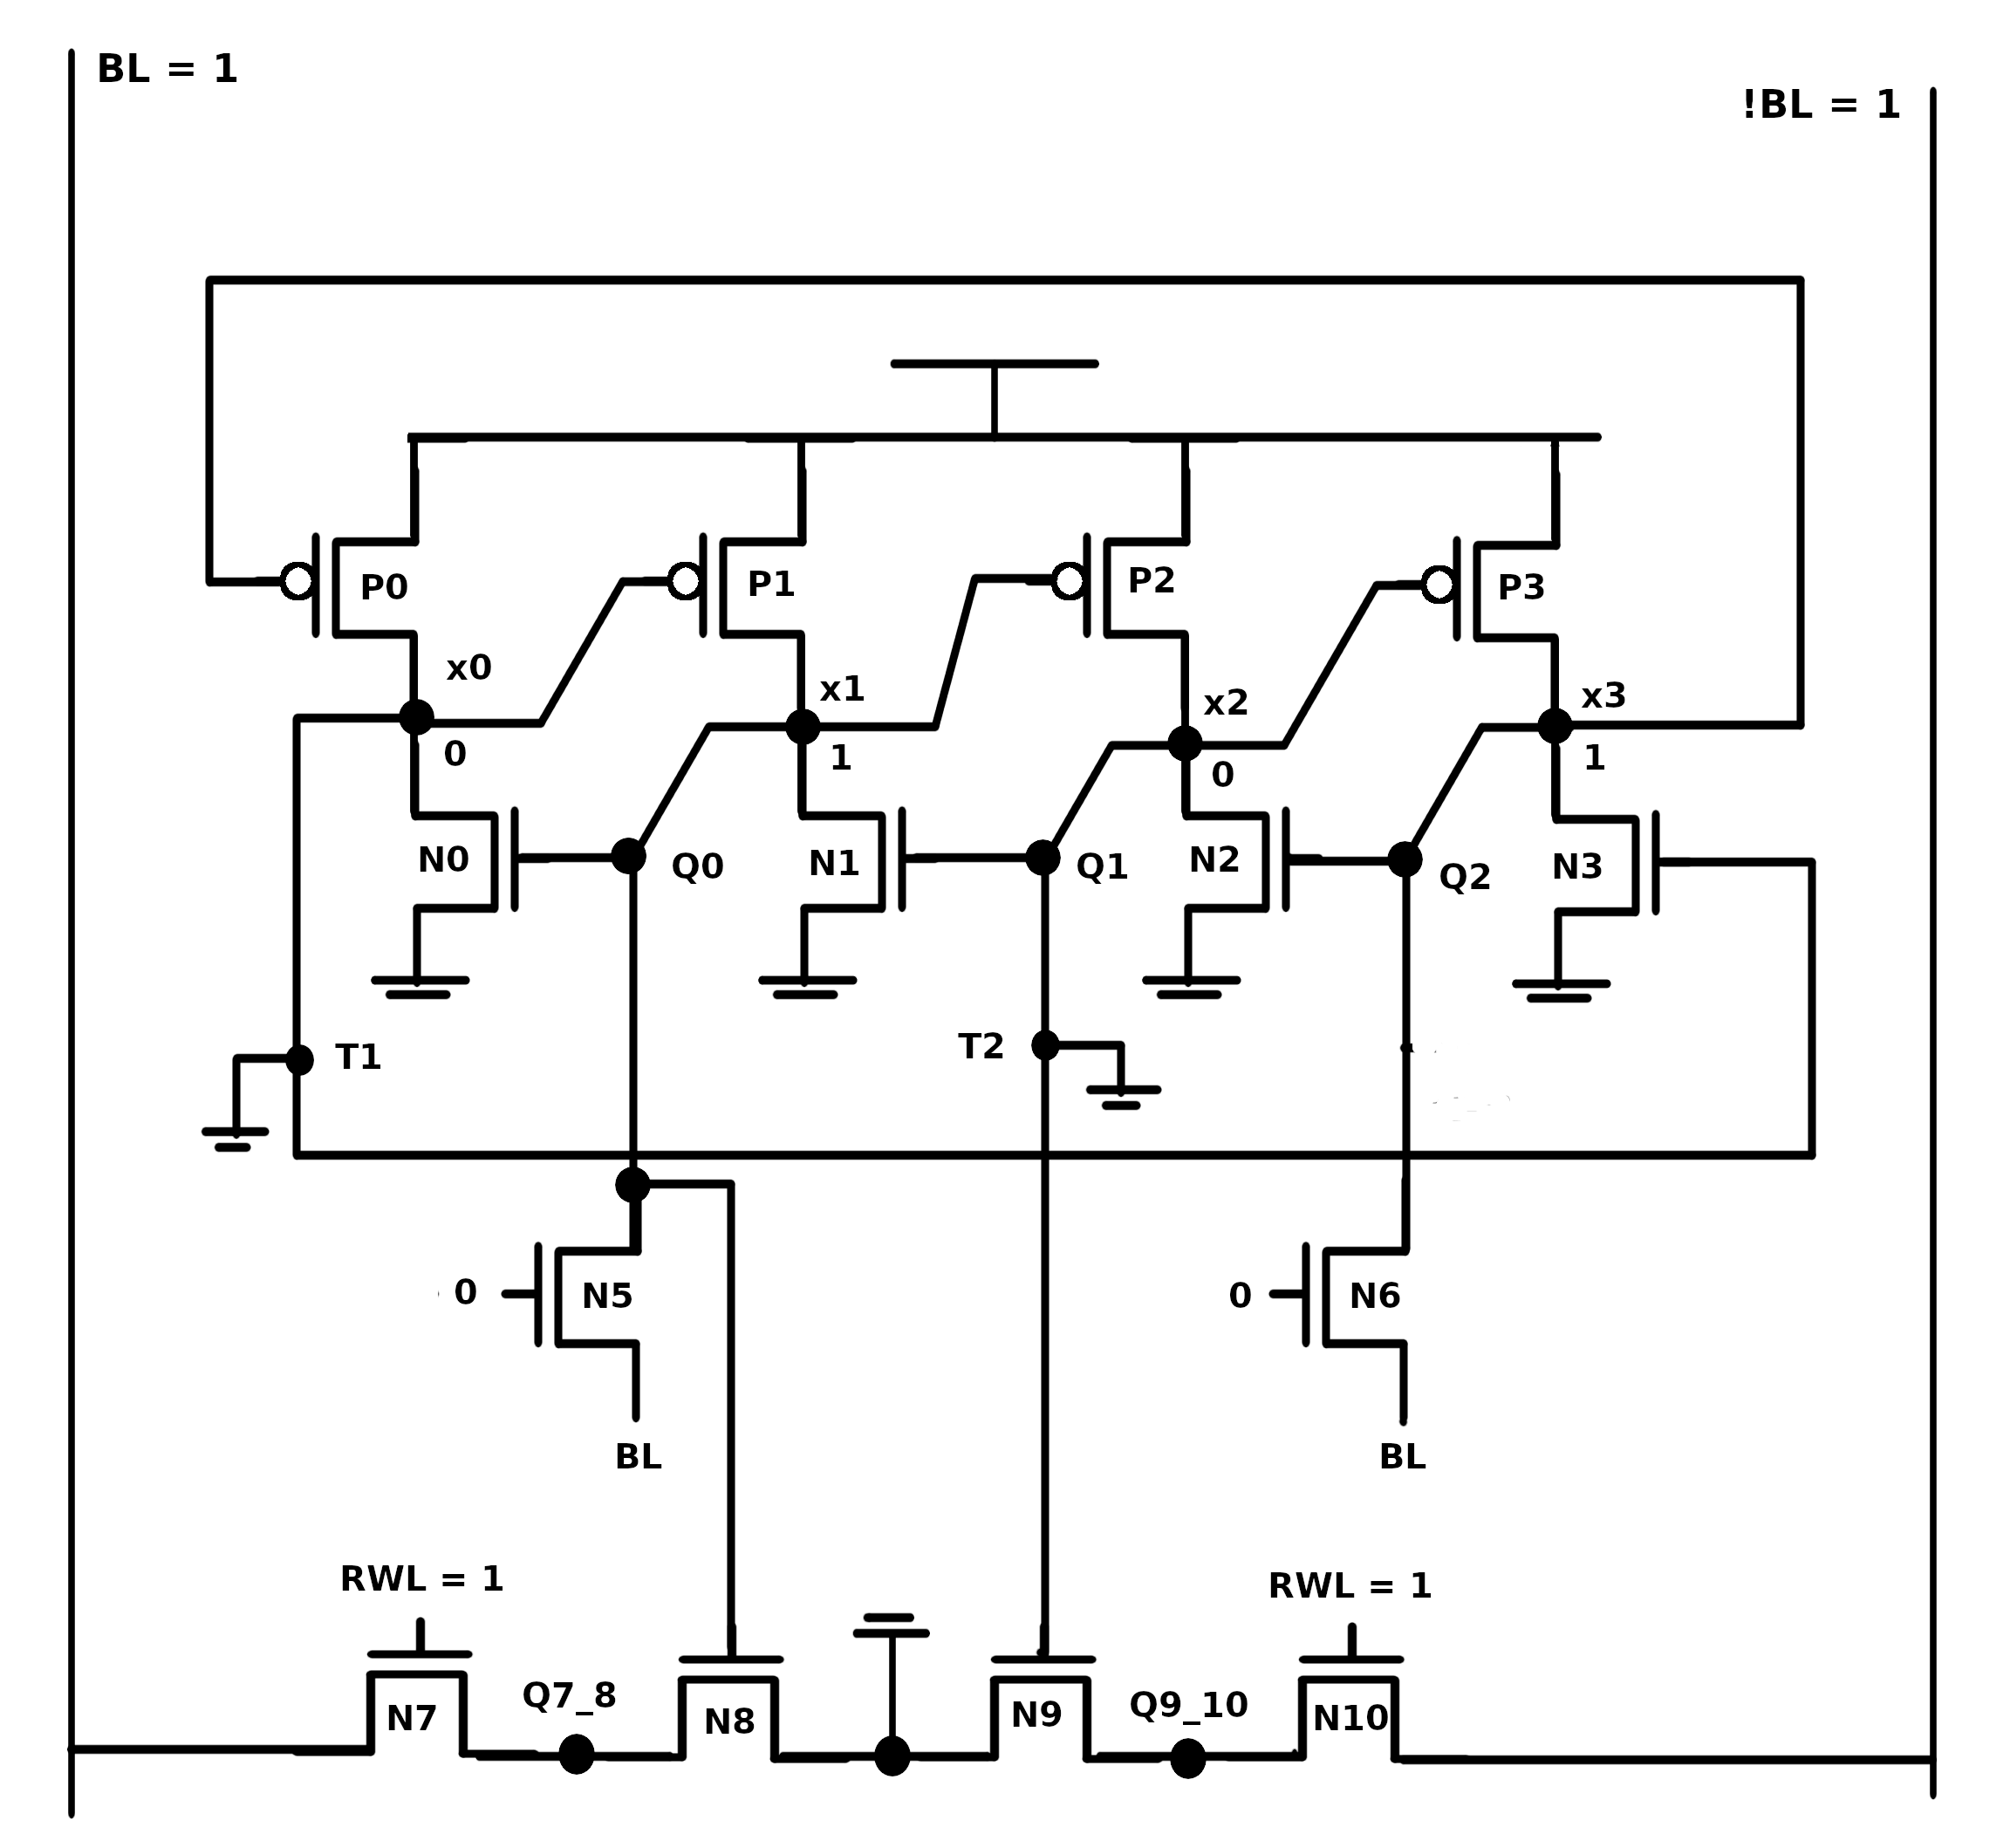 BL = 1
!BL = 1
P0
P1
P2
P3
x0
x1
x2
x3
0
1
0
1
N0
Q0
N1
Q1
N2
Q2
N3
T1
T2
0
N5
0
N6
BL
BL
RWL = 1
RWL = 1
Q7_8
Q9_10
N7
N8
N9
N10